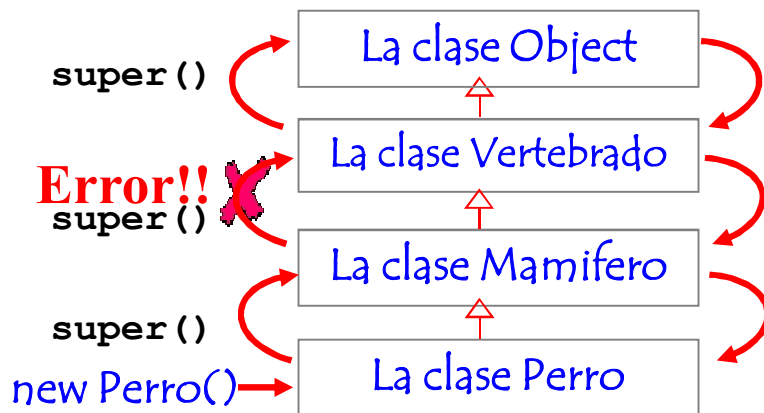 La clase Object
super()
La clase Vertebrado
Error!!
super()
La clase Mamifero
super()
La clase Perro
new Perro()